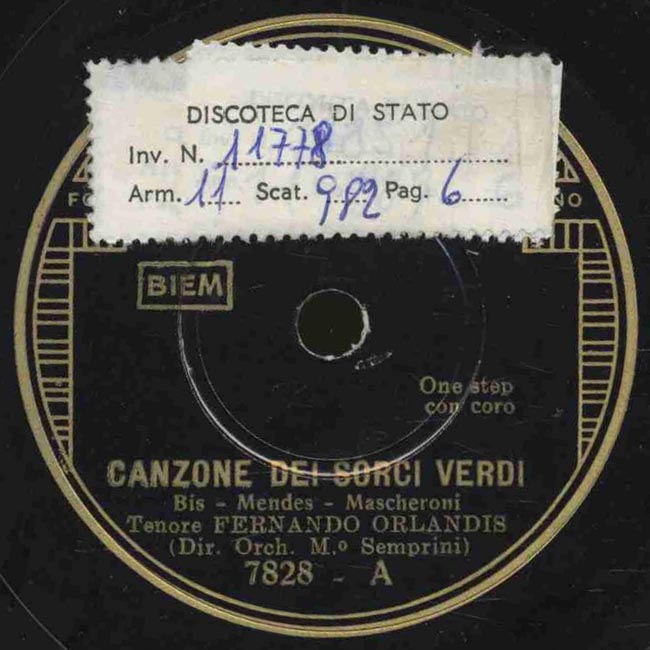 DISCOTECA DI STATO
Inv. N. 11778
Arm. 11 Scat. 982 Pag. 6
BIEM
One step
con coro
CANZONE DEI SORCI VERDI
Bis - Mendes - Mascheroni
Tenore FERNANDO ORLANDIS
(Dir. Orch. M.º Semprini)
7828 - A